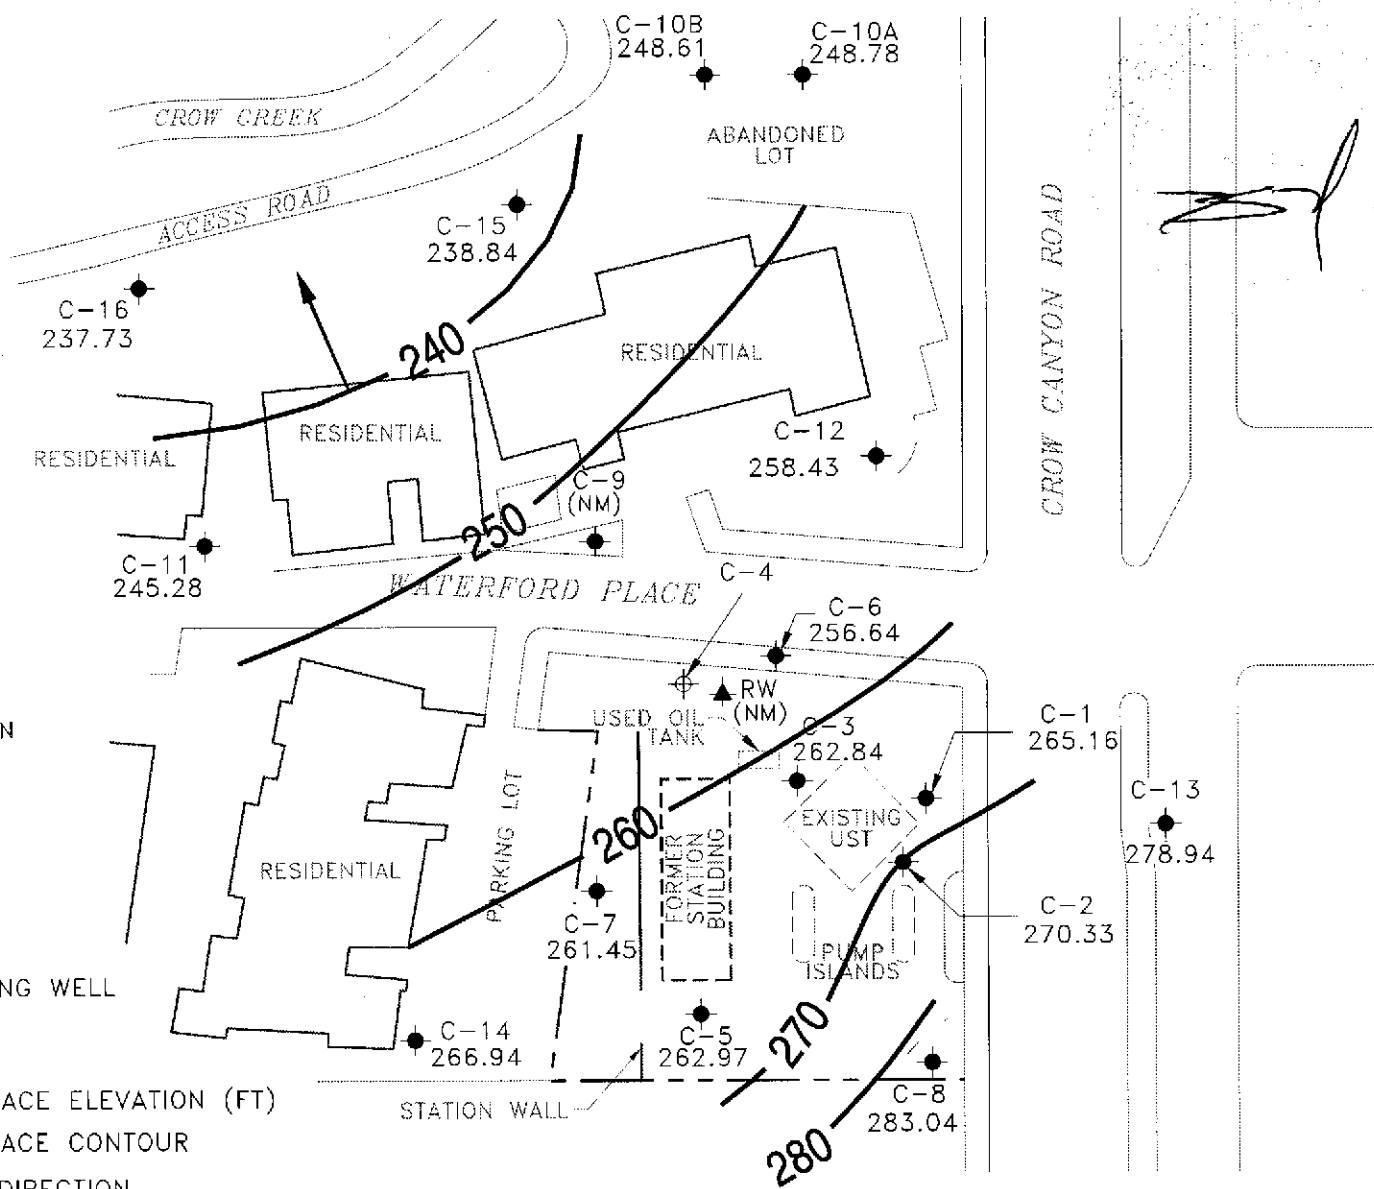 C-10B
248.61
C-10A
248.78
CROW CREEK
ABANDONED
LOT
ACCESS ROAD
C-15
238.84
CROW CANYON ROAD
C-16
237.73
240
RESIDENTIAL
RESIDENTIAL
RESIDENTIAL
C-12
258.43
C-9
(NM)
250
C-11
245.28
WATERFORD PLACE
C-4
C-6
256.64
RW
(NM)
USED OIL
TANK
C-3
262.84
C-1
265.16
N
C-13
278.94
EXISTING
UST
260
PARKING LOT
RESIDENTIAL
FORMER
STATION
BUILDING
C-7
261.45
C-2
270.33
PUMP
ISLANDS
NG WELL
C-14
266.94
C-5
262.97
270
C-8
283.04
ACE ELEVATION (FT)
STATION WALL
ACE CONTOUR
280
DIRECTION